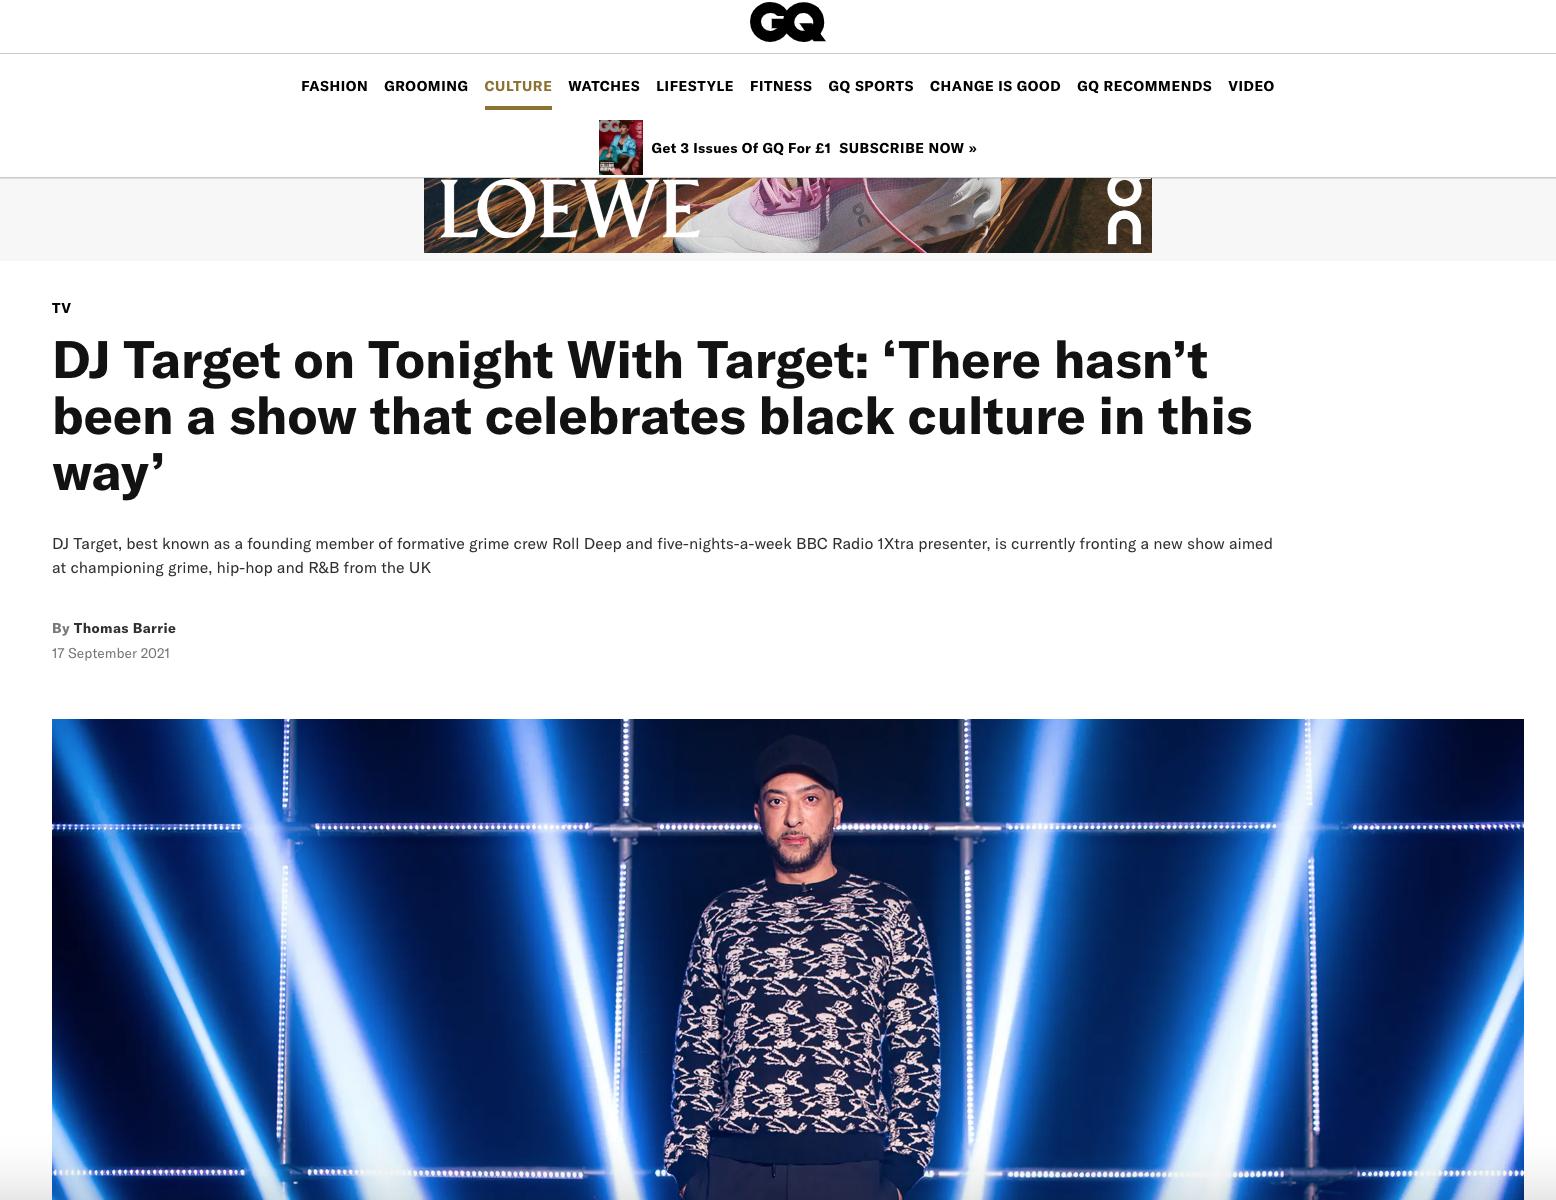 GQ
FASHION GROOMING CULTURE WATCHES LIFESTYLE FITNESS GQ SPORTS CHANGE IS GOOD GQ RECOMMENDS VIDEO
GQ
Get 3 Issues Of GQ For £1 SUBSCRIBE NOW »
LOEWE
On
TV
DJ Target on Tonight With Target: ‘There hasn’t
been a show that celebrates black culture in this
way’
DJ Target, best known as a founding member of formative grime crew Roll Deep and five-nights-a-week BBC Radio 1Xtra presenter, is currently fronting a new show aimed
at championing grime, hip-hop and R&B from the UK
By Thomas Barrie
17 September 2021